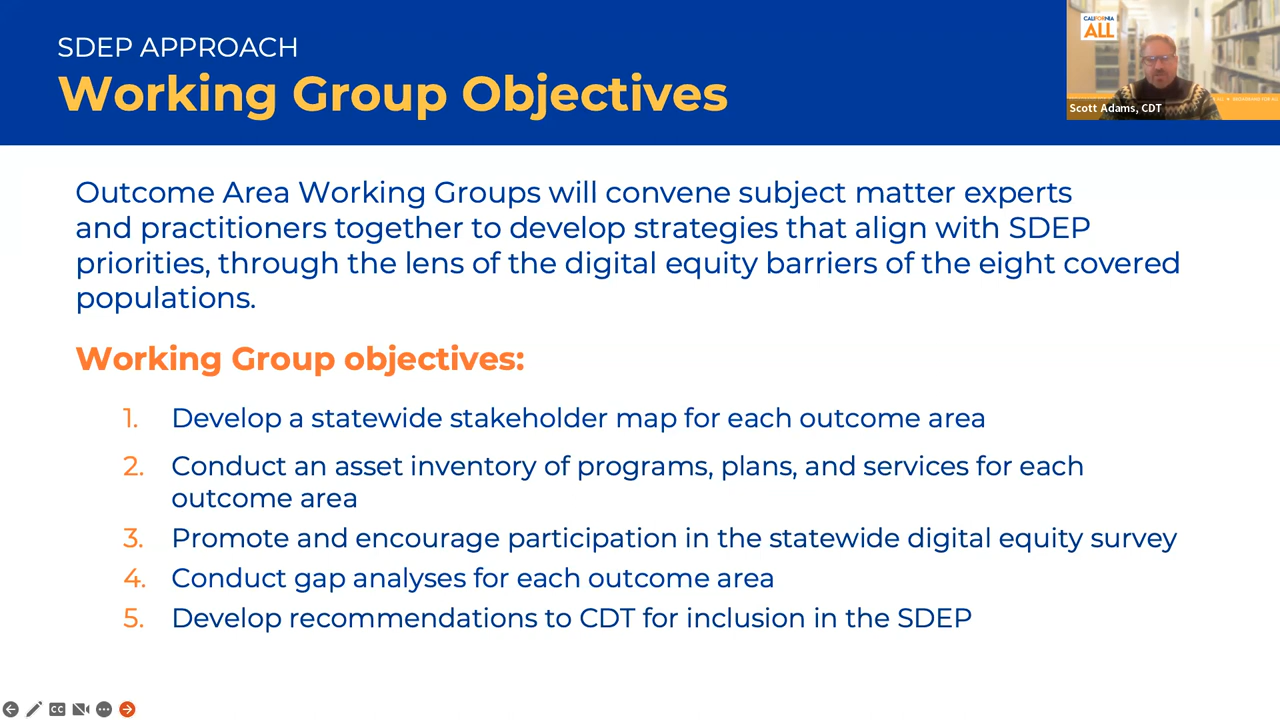 SDEP APPROACH
Working Group Objectives
CALIFORNIA
ALL
Scott Adams, CDT
Outcome Area Working Groups will convene subject matter experts
and practitioners together to develop strategies that align with SDEP
priorities, through the lens of the digital equity barriers of the eight covered
populations.
Working Group objectives:
1. Develop a statewide stakeholder map for each outcome area
2. Conduct an asset inventory of programs, plans, and services for each
outcome area
3. Promote and encourage participation in the statewide digital equity survey
4. Conduct gap analyses for each outcome area
5. Develop recommendations to CDT for inclusion in the SDEP
CC